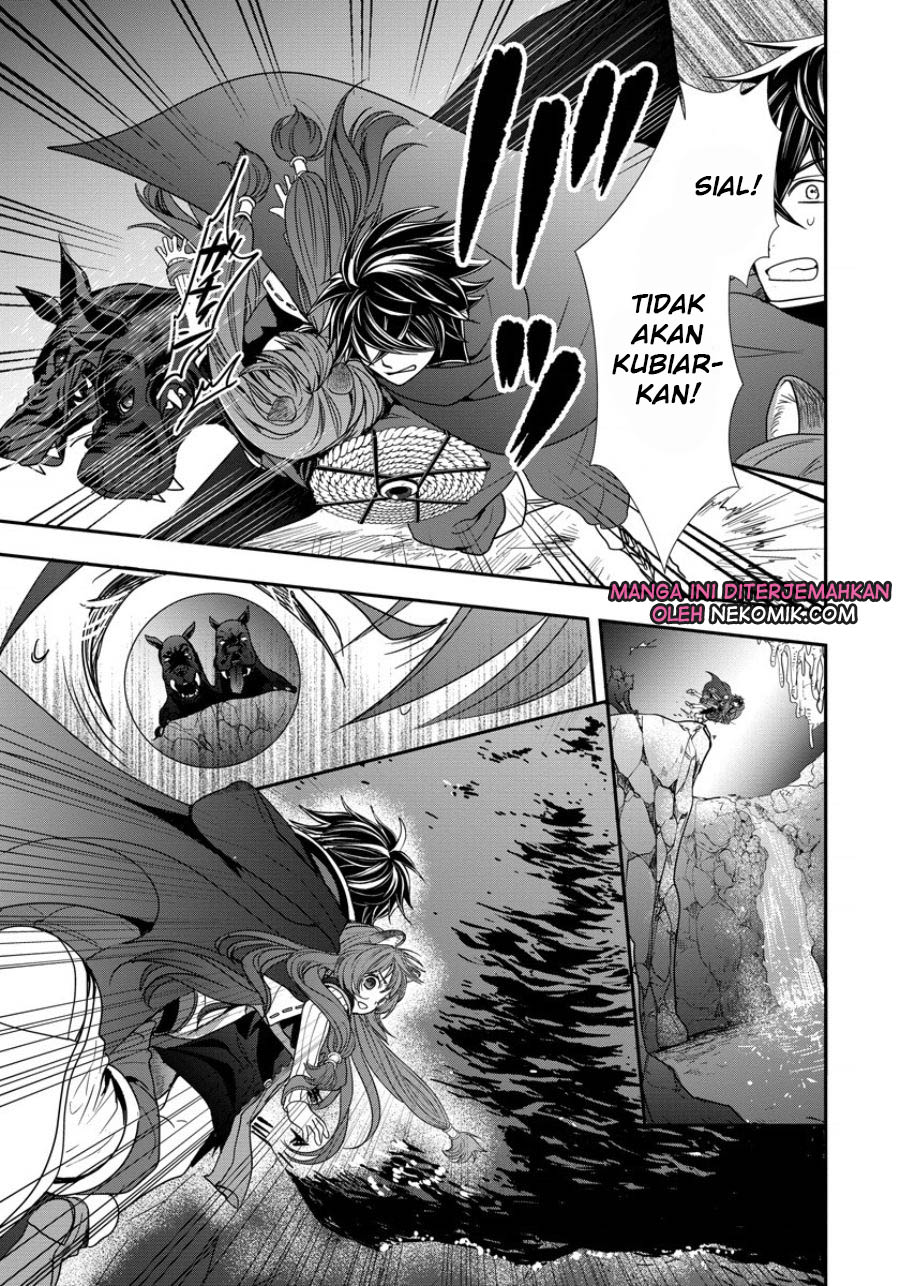 SIAL!
TIDAK
AKAN
KUBIAR-
KAN!
MANGA INI DITERJEMAHKAN
OLEH NEKOMIK.COM